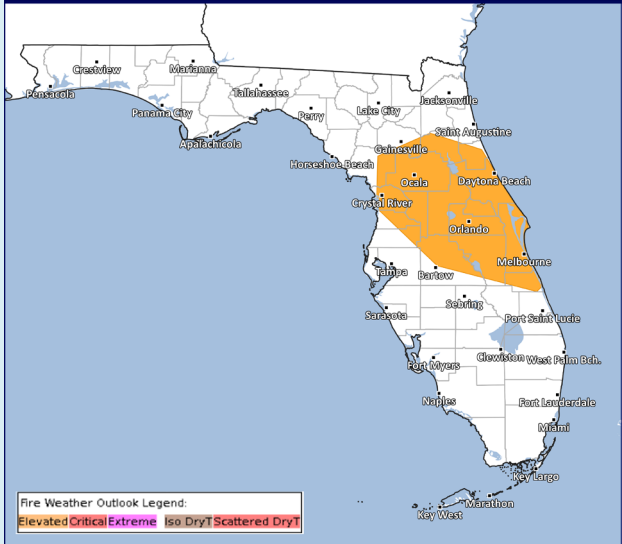 Crestview
Marianna
Pensacola
Tallahassee
Jacksonville
Panama City
Perry
Lake City
Saint Augustine
Apalachicola
Gainesville
Horseshoe Beach
Ocala
Daytona Beach
Crystal River
Orlando
Melbourne
Tampa
Bartow
Sebring
Sarasota
Port Saint Lucie
Clewiston
West Palm Bch.
Fort Myers
Naples
Fort Lauderdale
Miami
Key Largo
Marathon
Key West
Fire Weather Outlook Legend:
Elevated Critical Extreme Iso DryT Scattered DryT